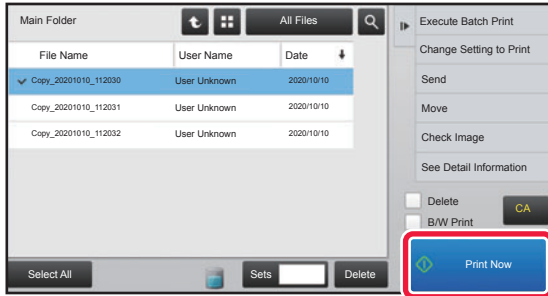 Main Folder
All Files
File Name
User Name
Date
Copy_20201010_112030
User Unknown
2020/10/10
Copy_20201010_112031
User Unknown
2020/10/10
Copy_20201010_112032
User Unknown
2020/10/10
Select All
Sets
Delete
Execute Batch Print
Change Setting to Print
Send
Move
Check Image
See Detail Information
Delete
B/W Print
CA
Print Now